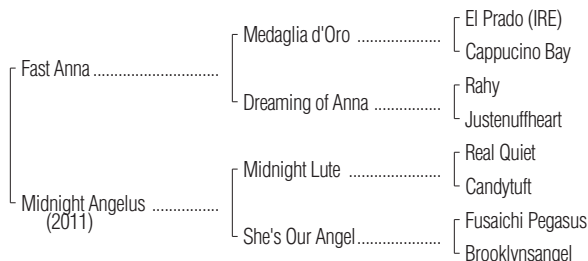 El Prado (IRE)
Medaglia d'Oro
Cappucino Bay
Fast Anna
Rahy
Dreaming of Anna
Justenuffheart
Real Quiet
Midnight Lute
Candytuft
Midnight Angelus
(2011)
Fusaichi Pegasus
She's Our Angel
Brooklynsangel